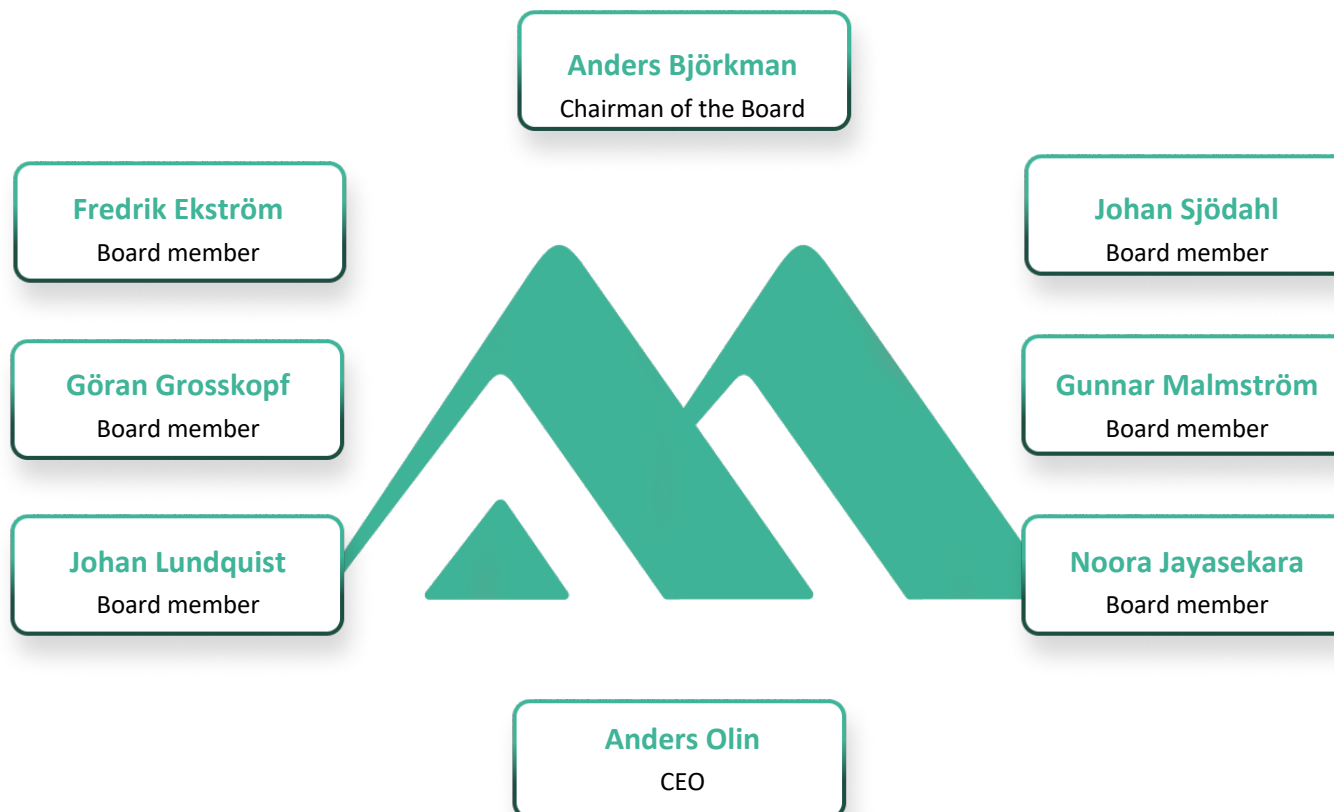 Anders Björkman
Chairman of the Board
Fredrik Ekström
Board member
Johan Sjödahl
Board member
Göran Grosskopf
Board member
Gunnar Malmström
Board member
Johan Lundquist
Board member
Noora Jayasekara
Board member
Anders Olin
CEO